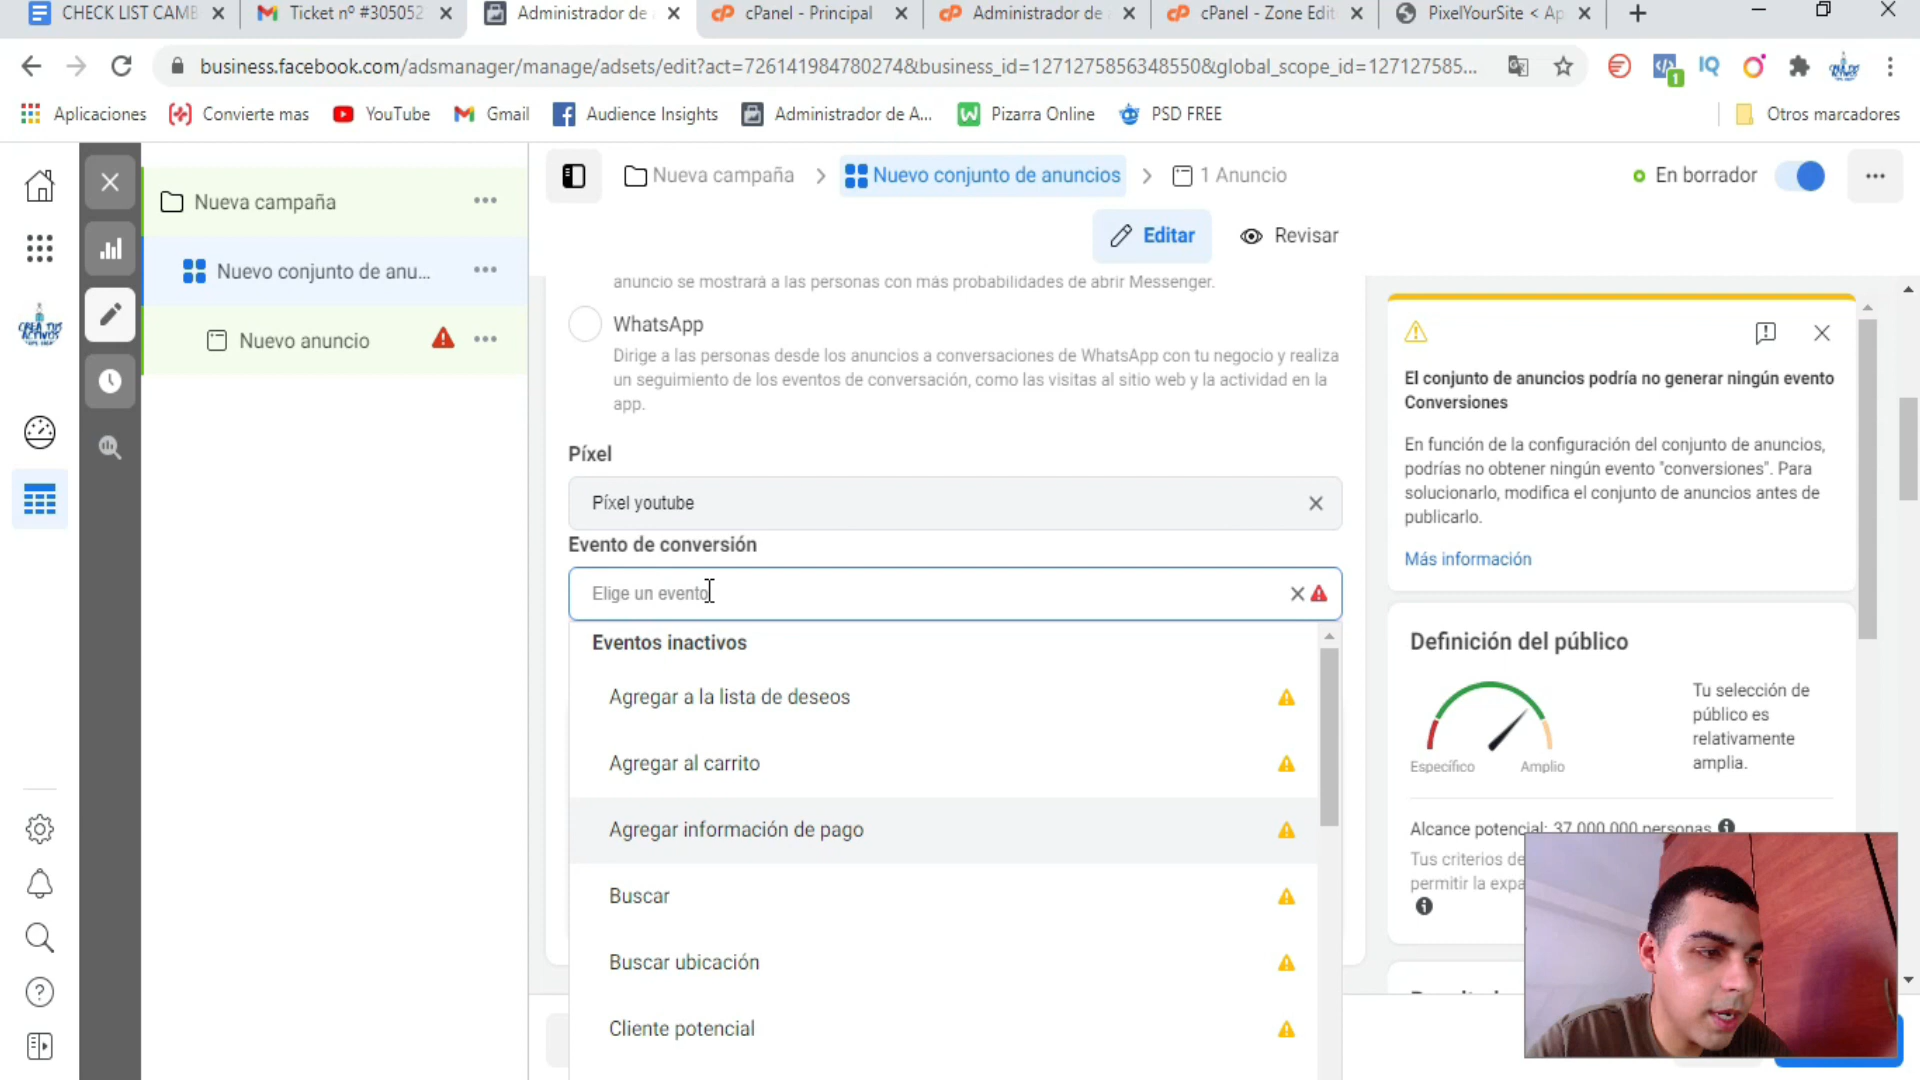 CHECK LIST CAMB
Ticket nº #305052
Administrador de
cPanel - Principal
Administrador de
cPanel - Zone Edit
PixelYourSite < Ap
business.facebook.com/adsmanager/manage/adsets/edit?act=726141984780274&business_id=1271275856348550&global_scope_id=127127585...
Aplicaciones
Convierte mas
YouTube
Gmail
Audience Insights
Administrador de A...
Pizarra Online
PSD FREE
Otros marcadores
Nueva campaña
Nuevo conjunto de anu...
Nuevo anuncio
Nueva campaña
Nuevo conjunto de anuncios
1 Anuncio
En borrador
Editar
Revisar
anuncio se mostrará a las personas con más probabilidades de abrir Messenger.
WhatsApp
Dirige a las personas desde los anuncios a conversaciones de WhatsApp con tu negocio y realiza
un seguimiento de los eventos de conversación, como las visitas al sitio web y la actividad en la
app.
Píxel
Píxel youtube
Evento de conversión
Elige un evento
Eventos inactivos
Agregar a la lista de deseos
Agregar al carrito
Agregar información de pago
Buscar
Buscar ubicación
Cliente potencial
El conjunto de anuncios podría no generar ningún evento
Conversiones
En función de la configuración del conjunto de anuncios,
podrías no obtener ningún evento "conversiones". Para
solucionarlo, modifica el conjunto de anuncios antes de
publicarlo.
Más información
Definición del público
Específico
Amplio
Tu selección de
público es
relativamente
amplia.
Alcance potencial: 37.000.000 personas
Tus criterios de
permitir la expa
CREA TUS
ACTIVOS